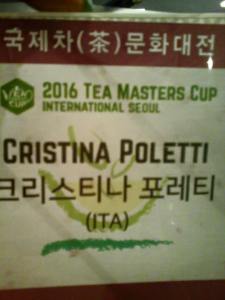 국제차(茶)문화대전
CUP
2016 TEA MASTERS CUP
INTERNATIONAL SEOUL
CRISTINA POLETTI
크리스티나 포레티
(ITA)